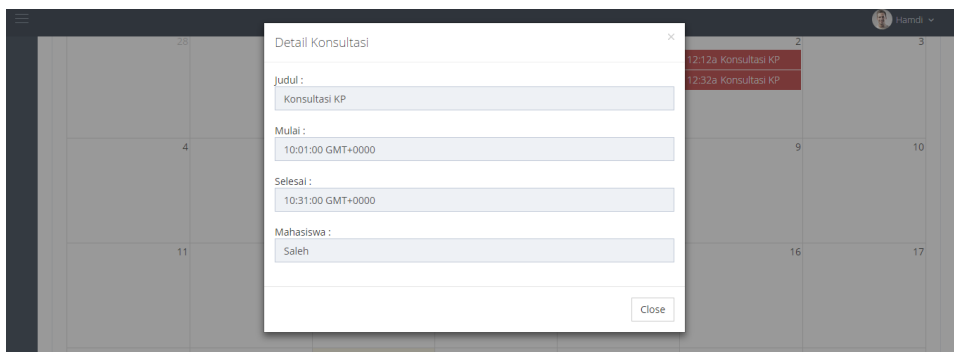 Hamdi
28
2
3
12:12a Konsultasi KP
12:32a Konsultasi KP
Detail Konsultasi
×
Judul :
Konsultasi KP
Mulai :
10:01:00 GMT+0000
Selesai :
10:31:00 GMT+0000
Mahasiswa :
Saleh
Close
4
9
10
11
16
17